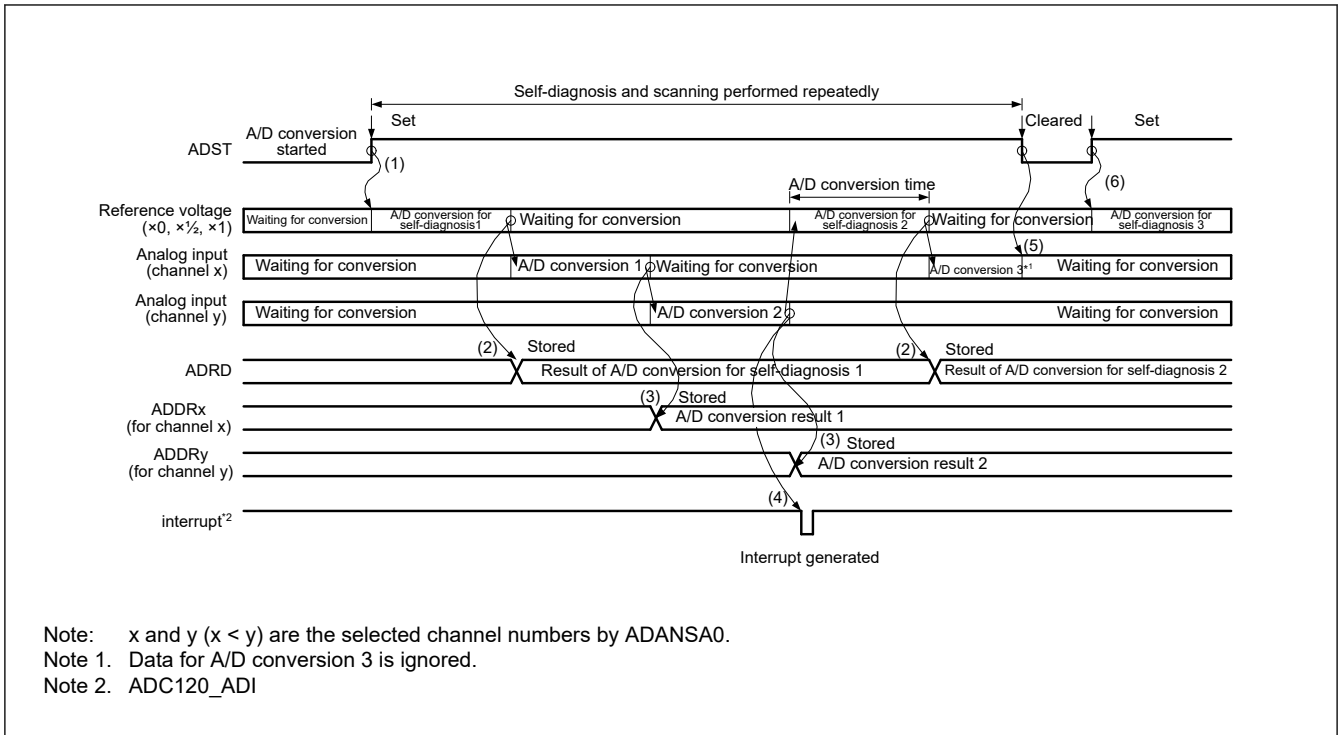 Self-diagnosis and scanning performed repeatedly
ADST
A/D conversion
started
Set
(1)
Cleared
Set
(6)
A/D conversion time
Reference voltage
(×0, ×½, ×1)
Waiting for conversion
A/D conversion for
self-diagnosis1
Waiting for conversion
A/D conversion for
self-diagnosis 2
Waiting for conversion
A/D conversion for
self-diagnosis 3
(5)
Analog input
(channel x)
Waiting for conversion
A/D conversion 1
Waiting for conversion
A/D conversion 3*1
Waiting for conversion
Analog input
(channel y)
Waiting for conversion
A/D conversion 2
Waiting for conversion
ADRD
(2)
Stored
Result of A/D conversion for self-diagnosis 1
(2)
Stored
Result of A/D conversion for self-diagnosis 2
ADDRx
(for channel x)
(3)
Stored
A/D conversion result 1
ADDRy
(for channel y)
(3)
Stored
A/D conversion result 2
interrupt*2
(4)
Interrupt generated
Note: x and y (x < y) are the selected channel numbers by ADANSA0.
Note 1. Data for A/D conversion 3 is ignored.
Note 2. ADC120_ADI